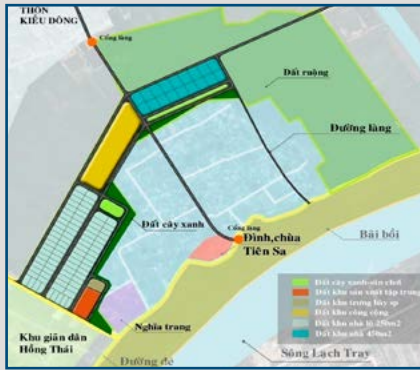 THÔN
KIỀU ĐÔNG
Cổng làng
Đất ruộng
Đường làng
Đất cây xanh
Cổng làng
Đình,chùa
Tiên Sa
Bãi bồi
Đất cây xanh-sân chơi
Đất khu sản xuất tập trung
Đất khu trưng bày sp
Đất khu công cộng
Đất khu nhà lô 250m2
Đất khu nhà 450m2
Khu giãn dân
Hồng Thái
Nghĩa trang
Đường đê
Sông Lạch Tray